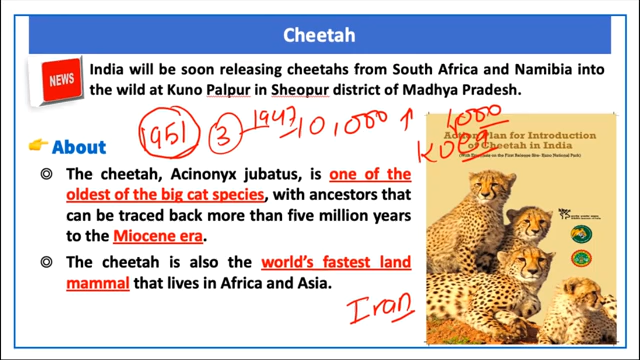 Cheetah
NEWS
India will be soon releasing cheetahs from South Africa and Namibia into
the wild at Kuno Palpur in Sheopur district of Madhya Pradesh.
1951 3 1947 10,000 ↑
About
Action Plan for Introduction
of Cheetah in India
The cheetah, Acinonyx jubatus, is one of the
oldest of the big cat species, with ancestors that
can be traced back more than five million years
to the Miocene era.
The cheetah is also the world's fastest land
mammal that lives in Africa and Asia.
Iran